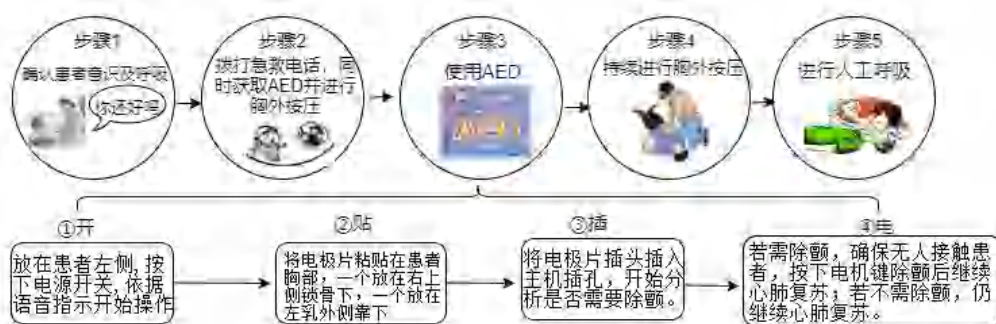 步骤1
确认患者意识及呼吸
你还好吗
步骤2
拨打急救电话，同
时获取AED并进行
胸外按压
步骤3
使用AED
步骤4
持续进行胸外按压
步骤5
进行人工呼吸
①开
放在患者左侧，按
下电源开关，依据
语音指示开始操作
②贴
将电极片粘贴在患者
胸部，一个放在右上
侧锁骨下，一个放在
左乳外侧靠下
③插
将电极片插头插入
主机插孔，开始分
析是否需要除颤。
④电
若需除颤，确保无人接触患
者，按下电机键除颤后继续
心肺复苏；若不需除颤，仍
继续心肺复苏。